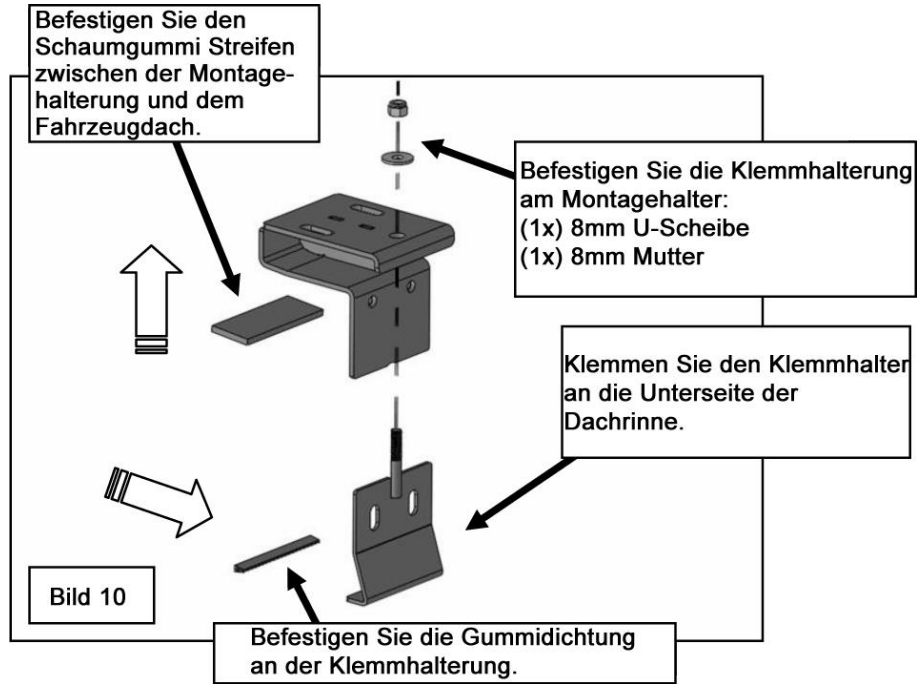 Befestigen Sie den
Schaumgummi Streifen
zwischen der Montage-
halterung und dem
Fahrzeugdach.
Befestigen Sie die Klemmhalterung
am Montagehalter:
(1x) 8mm U-Scheibe
(1x) 8mm Mutter
Klemmen Sie den Klemmhalter
an die Unterseite der
Dachrinne.
Bild 10
Befestigen Sie die Gummidichtung
an der Klemmhalterung.